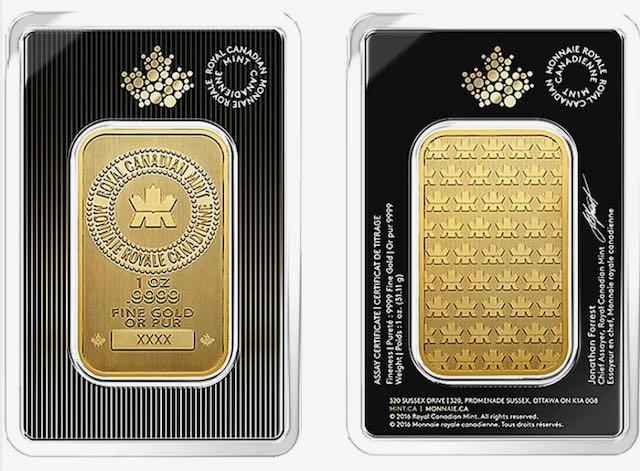 ROYAL CANADIAN MINT
MONNAIE ROYALE CANADIENNE
ROYAL CANADIAN MINT
MONNAIE ROYALE CANADIENNE
1 OZ
.9999
FINE GOLD
OR PUR
XXXX
MONNAIE ROYALE CANADIENNE
ROYAL CANADIAN MINT
ASSAY CERTIFICATE | CERTIFICAT DE TITRAGE
Fineness | Pureté : 9999 Fine Gold | Or pur 9999
Weight | Poids : 1 oz (31.11 g)
Jonathan Forrest
Chief Assayer, Royal Canadian Mint
Essayeur en chef, Monnaie royale canadienne
320 SUSSEX DRIVE | 320, PROMENADE SUSSEX, OTTAWA ON K1A 0G8
MINT.CA | MONNAIE.CA
© 2016 Royal Canadian Mint. All rights reserved.
© 2016 Monnaie royale canadienne. Tous droits réservés.